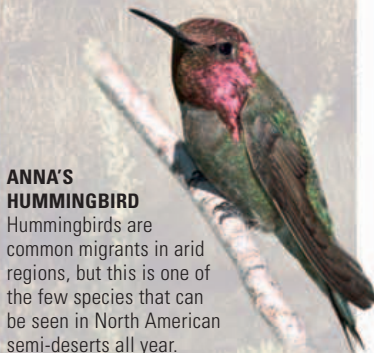 ANNA'S
HUMMINGBIRD
Hummingbirds are
common migrants in arid
regions, but this is one of
the few species that can
be seen in North American
semi-deserts all year.